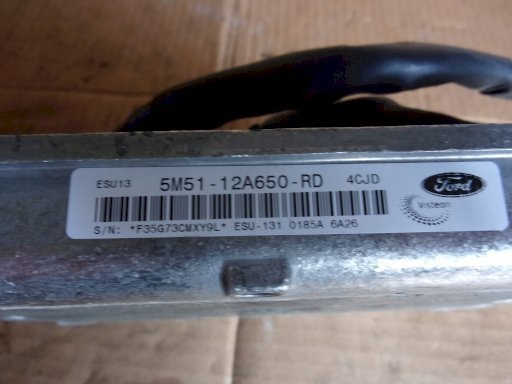 ESU13 5M51-12A650-RD 4CJD Ford
Visteon
S/N: *F35G73CMXY9L* ESU-131 0185A 6A26